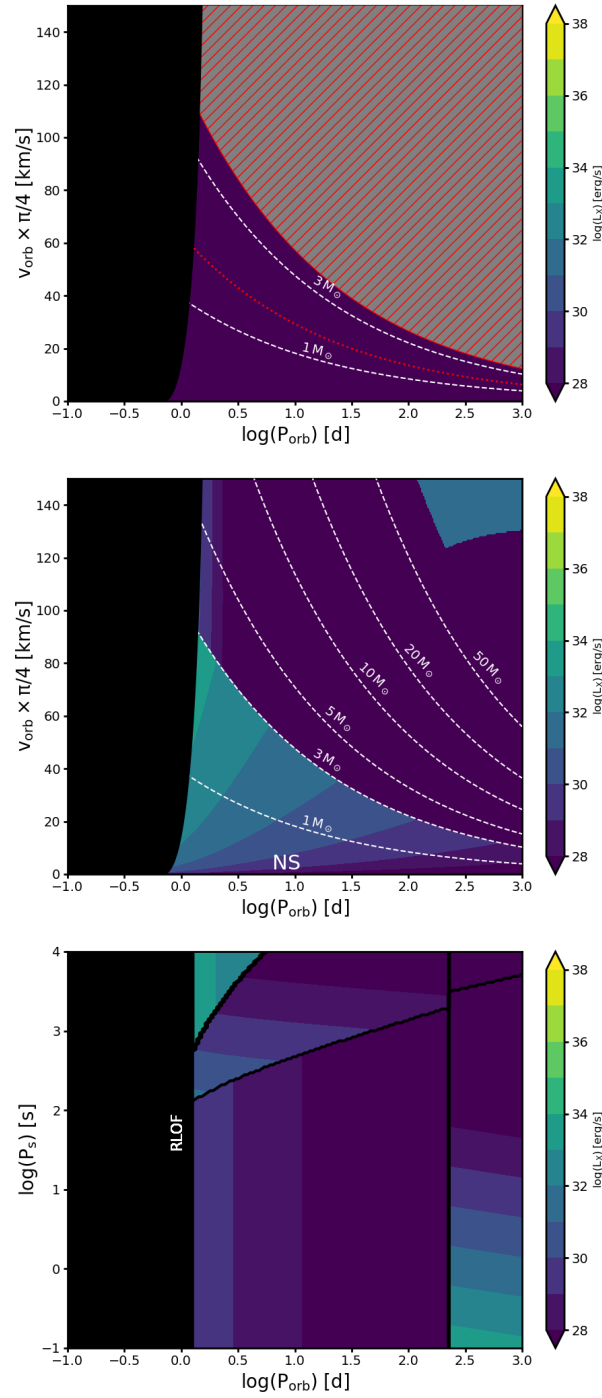 140
120
100
80
60
40
20
0
v_orb × π/4 [km/s]
3 M⊙
1 M⊙
-1.0 -0.5 0.0 0.5 1.0 1.5 2.0 2.5 3.0
log(P_orb) [d]
38
36
34
32
30
28
log(L_X) [erg/s]
140
120
100
80
60
40
20
0
v_orb × π/4 [km/s]
50 M⊙
20 M⊙
10 M⊙
5 M⊙
3 M⊙
1 M⊙
NS
-1.0 -0.5 0.0 0.5 1.0 1.5 2.0 2.5 3.0
log(P_orb) [d]
38
36
34
32
30
28
log(L_X) [erg/s]
4
3
2
1
0
-1
log(P_s) [s]
RLOF
-1.0 -0.5 0.0 0.5 1.0 1.5 2.0 2.5 3.0
log(P_orb) [d]
38
36
34
32
30
28
log(L_X) [erg/s]